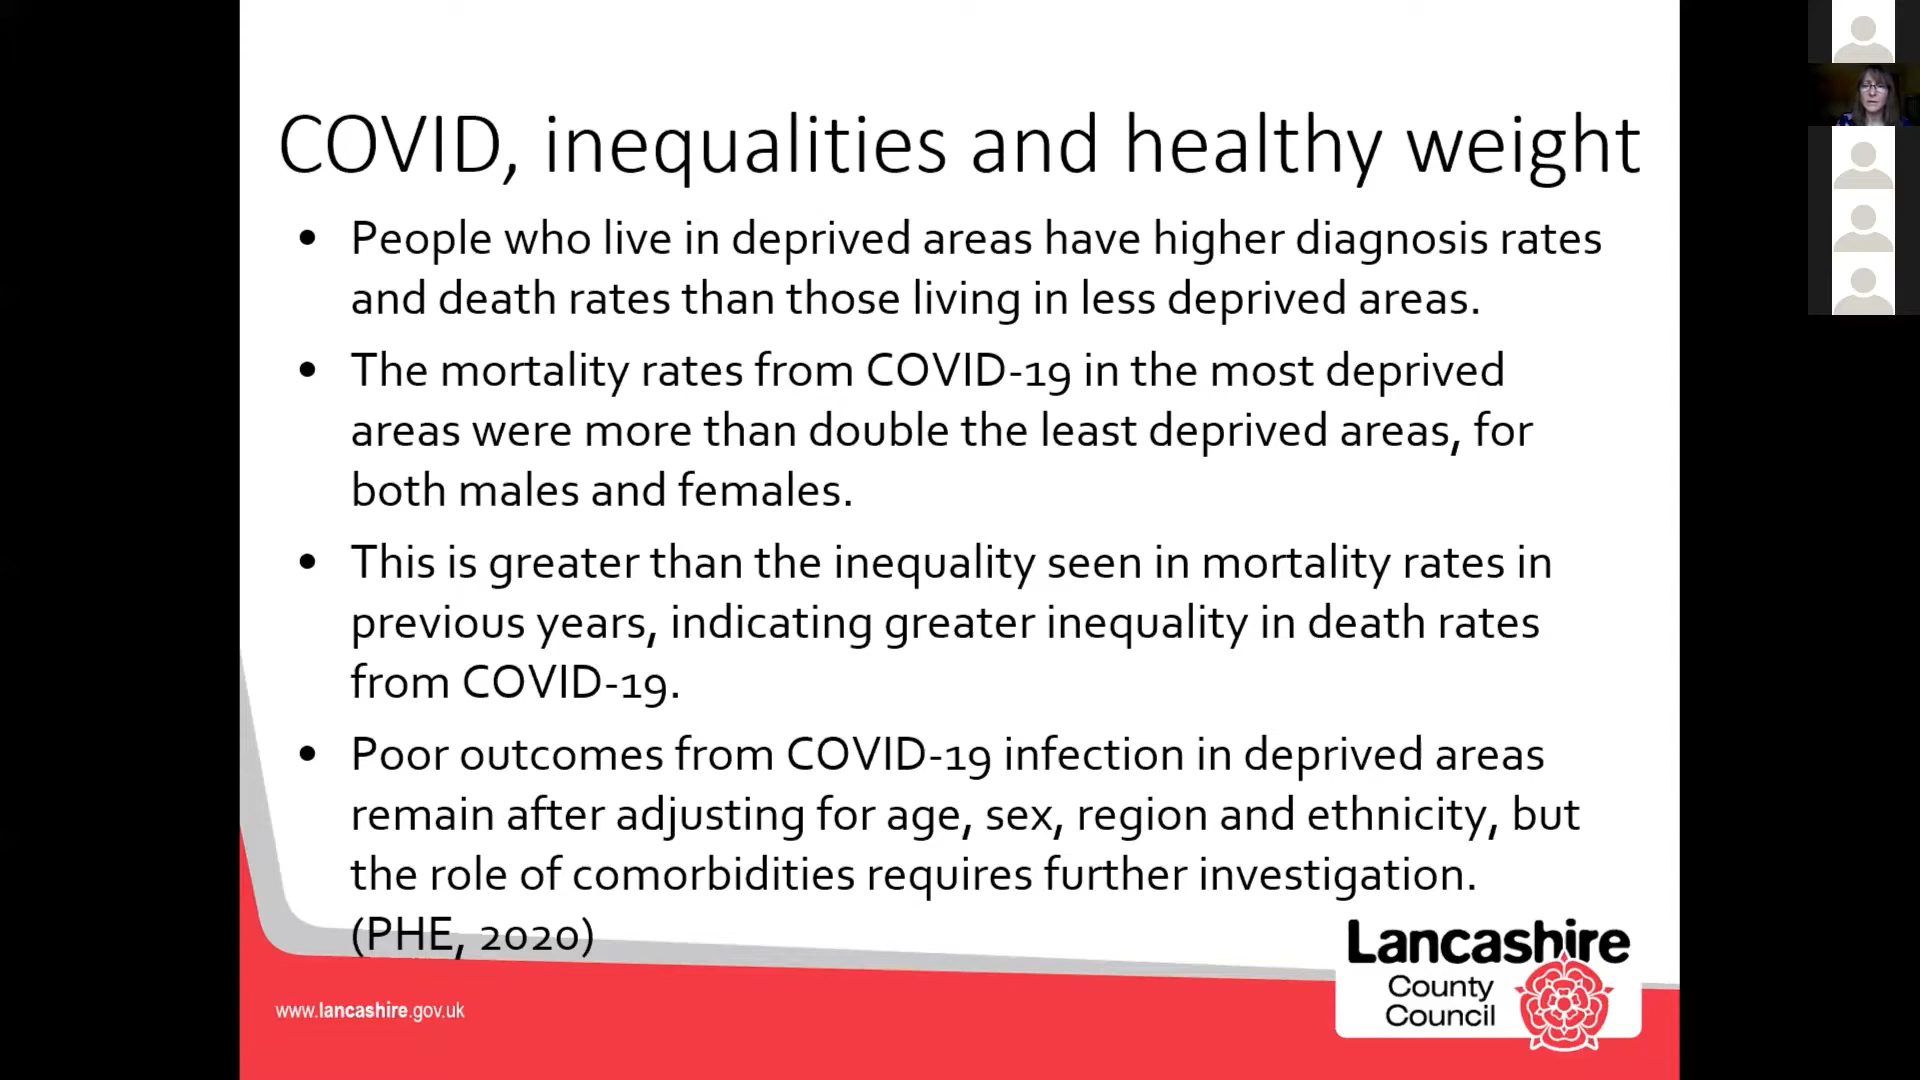 COVID, inequalities and healthy weight
• People who live in deprived areas have higher diagnosis rates
and death rates than those living in less deprived areas.
• The mortality rates from COVID-19 in the most deprived
areas were more than double the least deprived areas, for
both males and females.
• This is greater than the inequality seen in mortality rates in
previous years, indicating greater inequality in death rates
from COVID-19.
• Poor outcomes from COVID-19 infection in deprived areas
remain after adjusting for age, sex, region and ethnicity, but
the role of comorbidities requires further investigation.
(PHE, 2020)
www.lancashire.gov.uk
Lancashire
County
Council